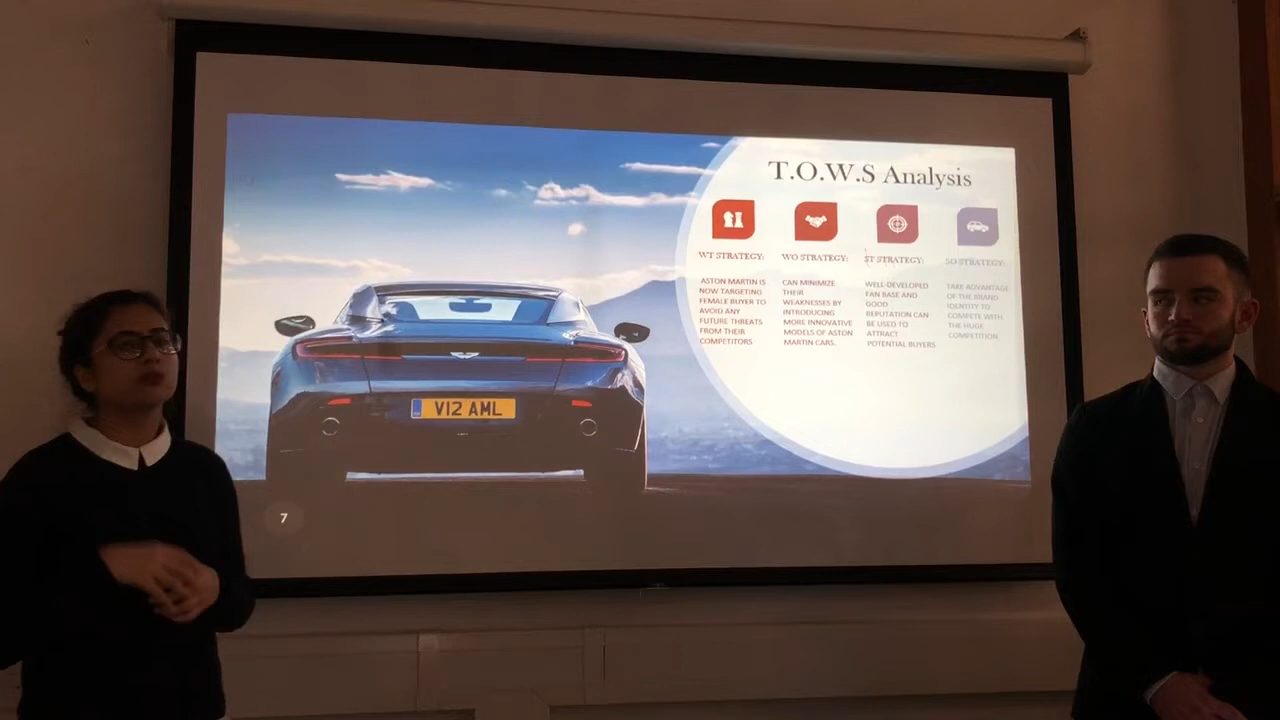 T.O.W.S Analysis
WT STRATEGY:
ASTON MARTIN IS
NOW TARGETING
FEMALE BUYER TO
AVOID ANY
FUTURE THREATS
FROM THEIR
COMPETITORS
WO STRATEGY:
CAN MINIMIZE
THEIR
WEAKNESSES BY
INTRODUCING
MORE INNOVATIVE
MODELS OF ASTON
MARTIN CARS.
ST STRATEGY:
WELL-DEVELOPED
FAN BASE AND
GOOD
REPUTATION CAN
BE USED TO
ATTRACT
POTENTIAL BUYERS
SO STRATEGY:
TAKE ADVANTAGE
OF THE BRAND
IDENTITY TO
COMPETE WITH
THE HUGE
COMPETITION
V12 AML
7